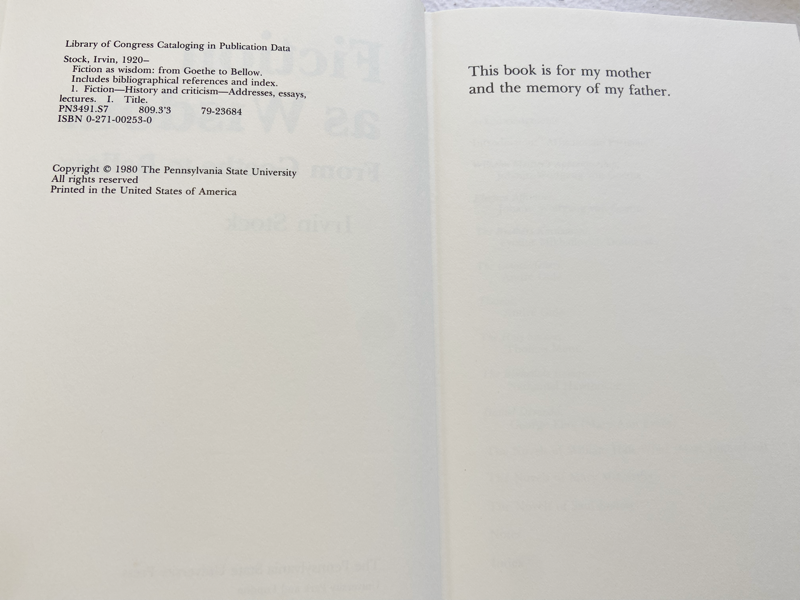 Library of Congress Cataloging in Publication Data
Stock, Irvin, 1920–
Fiction as wisdom: from Goethe to Bellow.
Includes bibliographical references and index.
1. Fiction—History and criticism—Addresses, essays,
lectures. I. Title.
PN3491.S7 809.3'3 79-23684
ISBN 0-271-00253-0
Copyright © 1980 The Pennsylvania State University
All rights reserved
Printed in the United States of America
This book is for my mother
and the memory of my father.